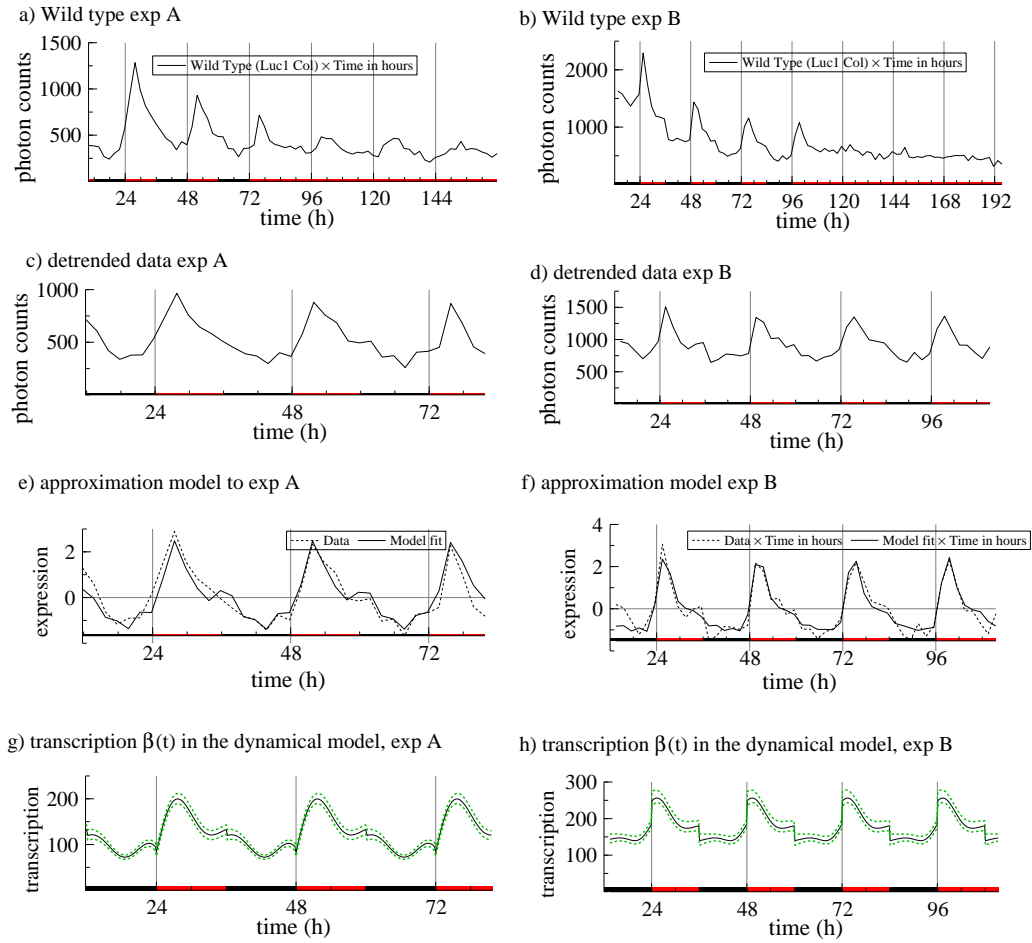 a) Wild type exp A
1500
1000
500
photon counts
Wild Type (Luc1 Col) × Time in hours
24 48 72 96 120 144
time (h)
b) Wild type exp B
2000
1000
photon counts
Wild Type (Luc1 Col) × Time in hours
24 48 72 96 120 144 168 192
time (h)
c) detrended data exp A
1000
500
photon counts
24 48 72
time (h)
d) detrended data exp B
1750
1250
750
photon counts
24 48 72 96
time (h)
e) approximation model to exp A
2
0
expression
Data Model fit
24 48 72
time (h)
f) approximation model exp B
4
2
0
expression
Data × Time in hours Model fit × Time in hours
24 48 72 96
time (h)
g) transcription β(t) in the dynamical model, exp A
200
150
100
transcription
24 48 72
time (h)
h) transcription β(t) in the dynamical model, exp B
300
200
100
transcription
24 48 72 96
time (h)